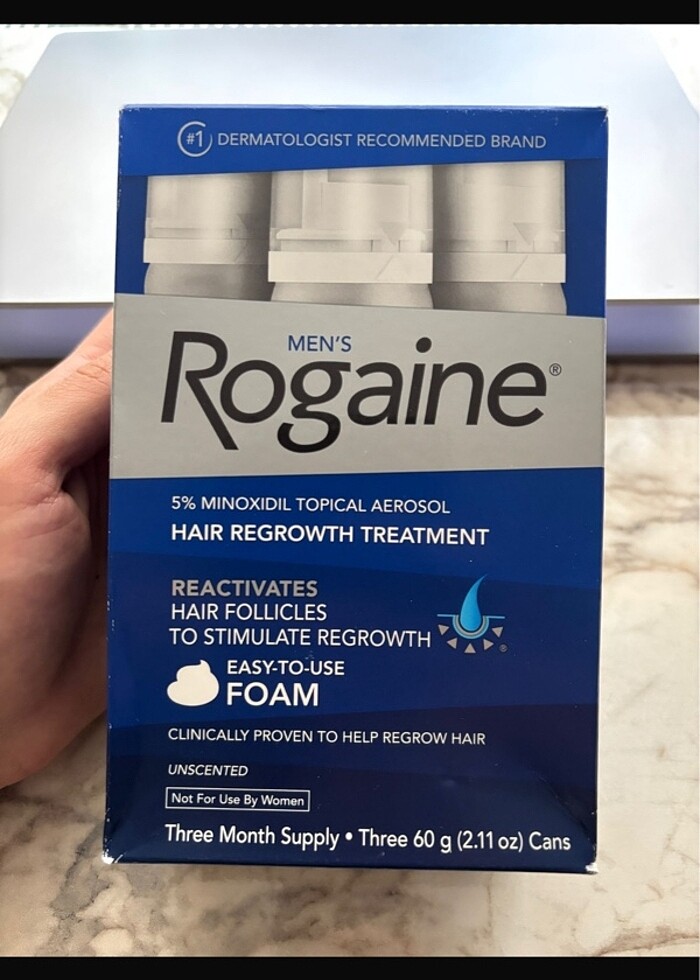 #1 DERMATOLOGIST RECOMMENDED BRAND
MEN'S
Rogaine®
5% MINOXIDIL TOPICAL AEROSOL
HAIR REGROWTH TREATMENT
REACTIVATES
HAIR FOLLICLES
TO STIMULATE REGROWTH
®
EASY-TO-USE
FOAM
CLINICALLY PROVEN TO HELP REGROW HAIR
UNSCENTED
Not For Use By Women
Three Month Supply • Three 60 g (2.11 oz) Cans